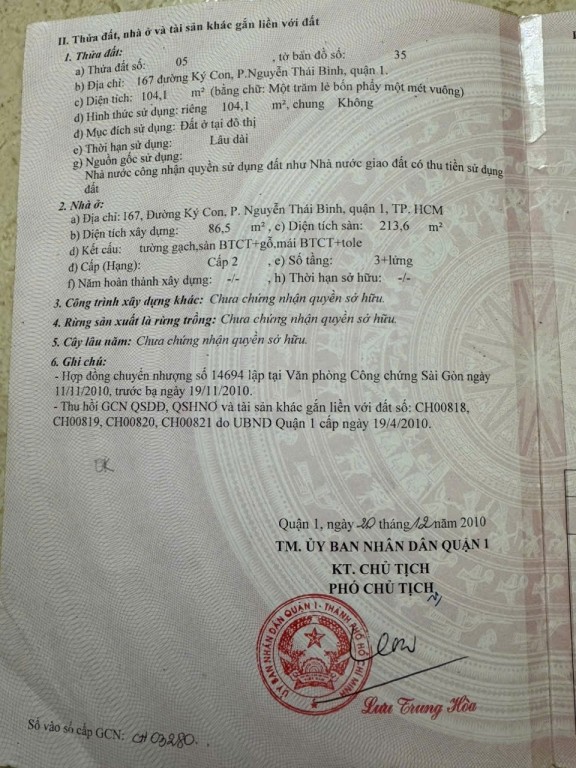 II. Thửa đất, nhà ở và tài sản khác gắn liền với đất
1. Thửa đất:
a) Thửa đất số: 05 , tờ bản đồ số: 35
b) Địa chỉ: 167 đường Ký Con, P.Nguyễn Thái Bình, quận 1.
c) Diện tích: 104,1 m² (bằng chữ: Một trăm lẻ bốn phẩy một mét vuông)
d) Hình thức sử dụng: riêng 104,1 m², chung Không
đ) Mục đích sử dụng: Đất ở tại đô thị
e) Thời hạn sử dụng: Lâu dài
g) Nguồn gốc sử dụng:
Nhà nước công nhận quyền sử dụng đất như Nhà nước giao đất có thu tiền sử dụng
đất
2. Nhà ở:
a) Địa chỉ: 167, Đường Ký Con, P. Nguyễn Thái Bình, quận 1, TP. HCM
b) Diện tích xây dựng: 86,5 m² , c) Diện tích sàn: 213,6 m²
d) Kết cấu: tường gạch,sàn BTCT+gỗ,mái BTCT+tole
đ) Cấp (Hạng): Cấp 2 , e) Số tầng: 3+lửng
f) Năm hoàn thành xây dựng: -/- , h) Thời hạn sở hữu: -/-
3. Công trình xây dựng khác: Chưa chứng nhận quyền sở hữu.
4. Rừng sản xuất là rừng trồng: Chưa chứng nhận quyền sở hữu.
5. Cây lâu năm: Chưa chứng nhận quyền sở hữu.
6. Ghi chú:
- Hợp đồng chuyển nhượng số 14694 lập tại Văn phòng Công chứng Sài Gòn ngày
11/11/2010, trước bạ ngày 19/11/2010.
- Thu hồi GCN QSDĐ, QSHNO và tài sản khác gắn liền với đất số: CH00818,
CH00819, CH00820, CH00821 do UBND Quận 1 cấp ngày 19/4/2010.
Quận 1, ngày 20 tháng 12 năm 2010
TM. ỦY BAN NHÂN DÂN QUẬN 1
KT. CHỦ TỊCH
PHÓ CHỦ TỊCH
ỦY BAN NHÂN DÂN QUẬN 1 - THÀNH PHỐ HỒ CHÍ MINH
Lưu Trung Hòa
Số vào sổ cấp GCN: CH 03280.